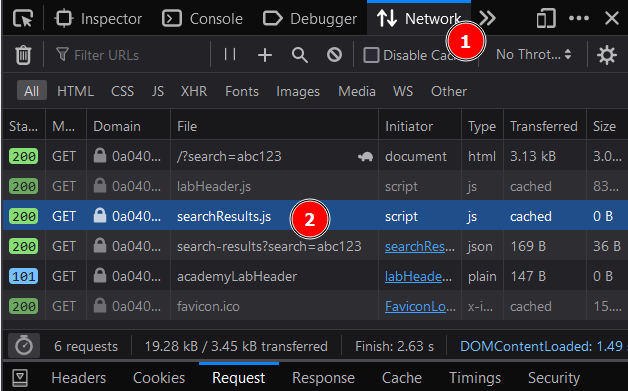 Inspector Console Debugger Network
1
Filter URLs Disable Cac No Throt...
All HTML CSS JS XHR Fonts Images Media WS Other
Sta... M... Domain File Initiator Type Transferred Size
200 GET 0a040... /?search=abc123 document html 3.13 kB 3.0...
200 GET 0a040... labHeader.js script js cached 83...
200 GET 0a040... searchResults.js 2 script js cached 0 B
200 GET 0a040... search-results?search=abc123 searchRes... json 169 B 36 B
101 GET 0a040... academyLabHeader labHeade... plain 147 B 0 B
200 GET 0a040... favicon.ico FaviconLo... x-i... cached 15....
6 requests 19.28 kB / 3.45 kB transferred Finish: 2.63 s DOMContentLoaded: 1.49 s
Headers Cookies Request Response Cache Timings Security